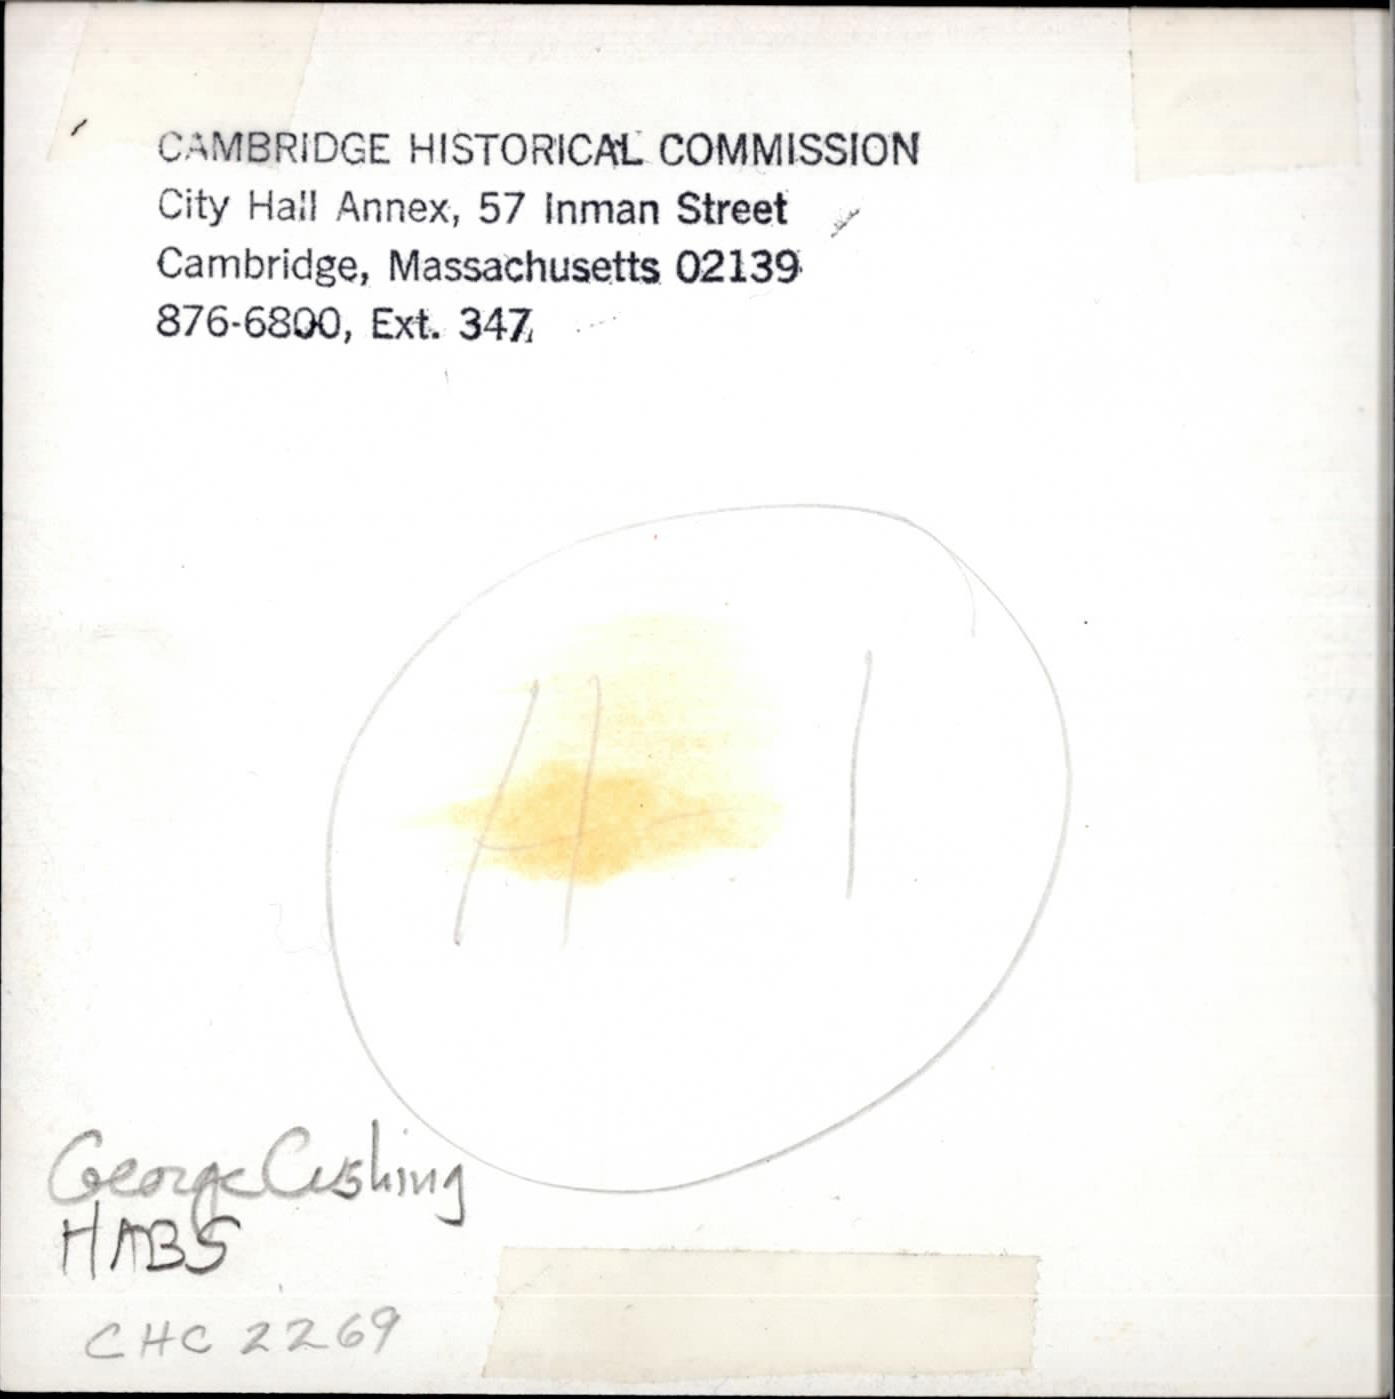 CAMBRIDGE HISTORICAL COMMISSION
City Hall Annex, 57 Inman Street
Cambridge, Massachusetts 02139
876-6800, Ext. 347
H-1
George Cushing
HABS
CHC 2269